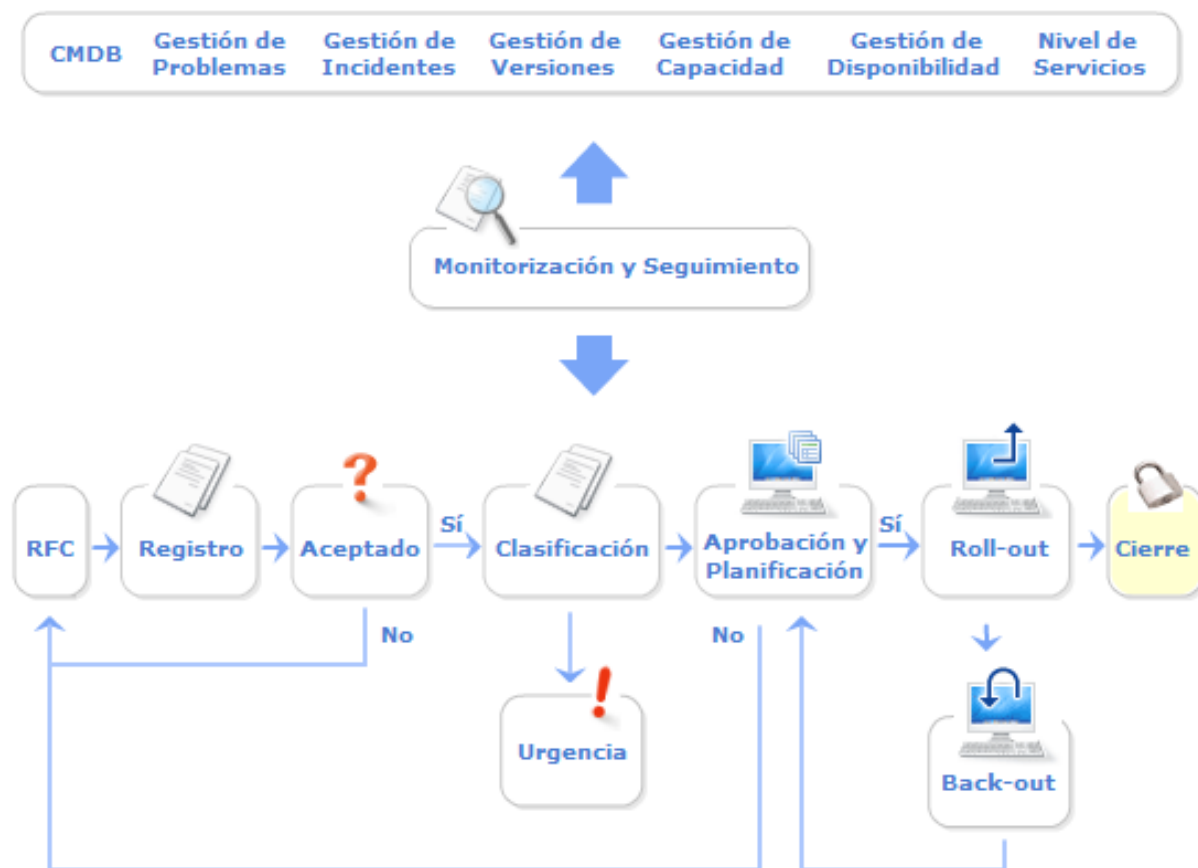 CMDB
Gestión de
Problemas
Gestión de
Incidentes
Gestión de
Versiones
Gestión de
Capacidad
Gestión de
Disponibilidad
Nivel de
Servicios
Monitorización y Seguimiento
RFC
Registro
Aceptado
Sí
Clasificación
Aprobación y
Planificación
Sí
Roll-out
Cierre
No
No
Urgencia
Back-out